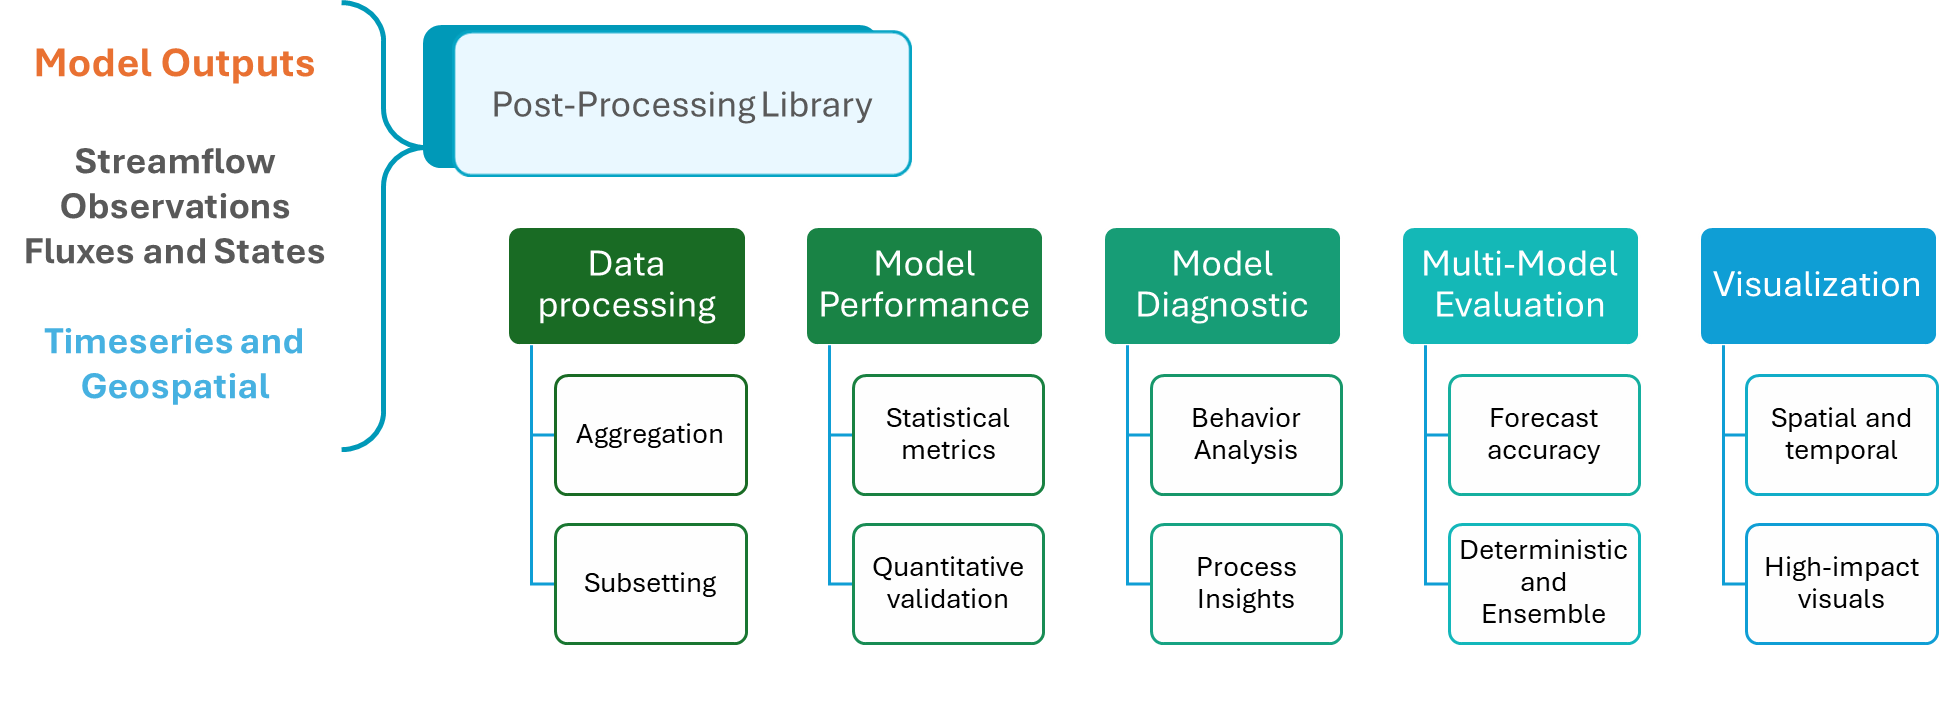 Model Outputs
Streamflow
Observations
Fluxes and States
Timeseries and
Geospatial
Post-Processing Library
Data
processing
Aggregation
Subsetting
Model
Performance
Statistical
metrics
Quantitative
validation
Model
Diagnostic
Behavior
Analysis
Process
Insights
Multi-Model
Evaluation
Forecast
accuracy
Deterministic
and
Ensemble
Visualization
Spatial and
temporal
High-impact
visuals